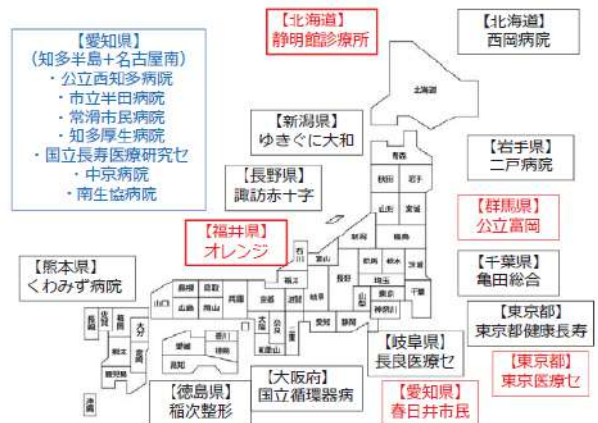 【愛知県】
(知多半島+名古屋南)
・公立西知多病院
・市立半田病院
・常滑市民病院
・知多厚生病院
・国立長寿医療研究セ
・中京病院
・南生協病院
【北海道】
静明館診療所
【北海道】
西岡病院
北海道
【新潟県】
ゆきぐに大和
【岩手県】
二戸病院
【長野県】
諏訪赤十字
【群馬県】
公立富岡
【福井県】
オレンジ
【千葉県】
亀田総合
【熊本県】
くわみず病院
【東京都】
東京都健康長寿
【岐阜県】
長良医療セ
【東京都】
東京医療セ
【大阪府】
国立循環器病
【愛知県】
春日井市民
【徳島県】
稲次整形
青森
秋田 岩手
山形 宮城
新潟 福島
石川 富山
長野 群馬 栃木 茨城
埼玉
山梨 東京 千葉
神奈川
福井
岐阜
島根 鳥取
山口 広島 岡山 兵庫
京都 滋賀
大阪 奈良 三重
和歌山
愛知 静岡
香川
愛媛 徳島
高知
長崎 佐賀 福岡
大分
熊本 宮崎
鹿児島
沖縄